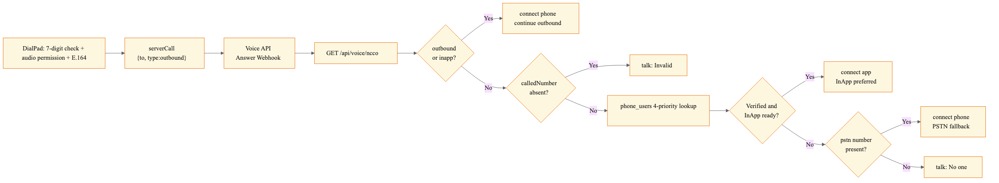 DialPad: 7-digit check +
audio permission + E.164
serverCall
{to, type:outbound}
Voice API
Answer Webhook
GET /api/voice/ncco
outbound
or inapp?
Yes
connect phone
continue outbound
No
calledNumber
absent?
Yes
talk: Invalid
No
phone_users 4-priority lookup
Verified and
InApp ready?
Yes
connect app
InApp preferred
No
pstn number
present?
Yes
connect phone
PSTN fallback
No
talk: No one